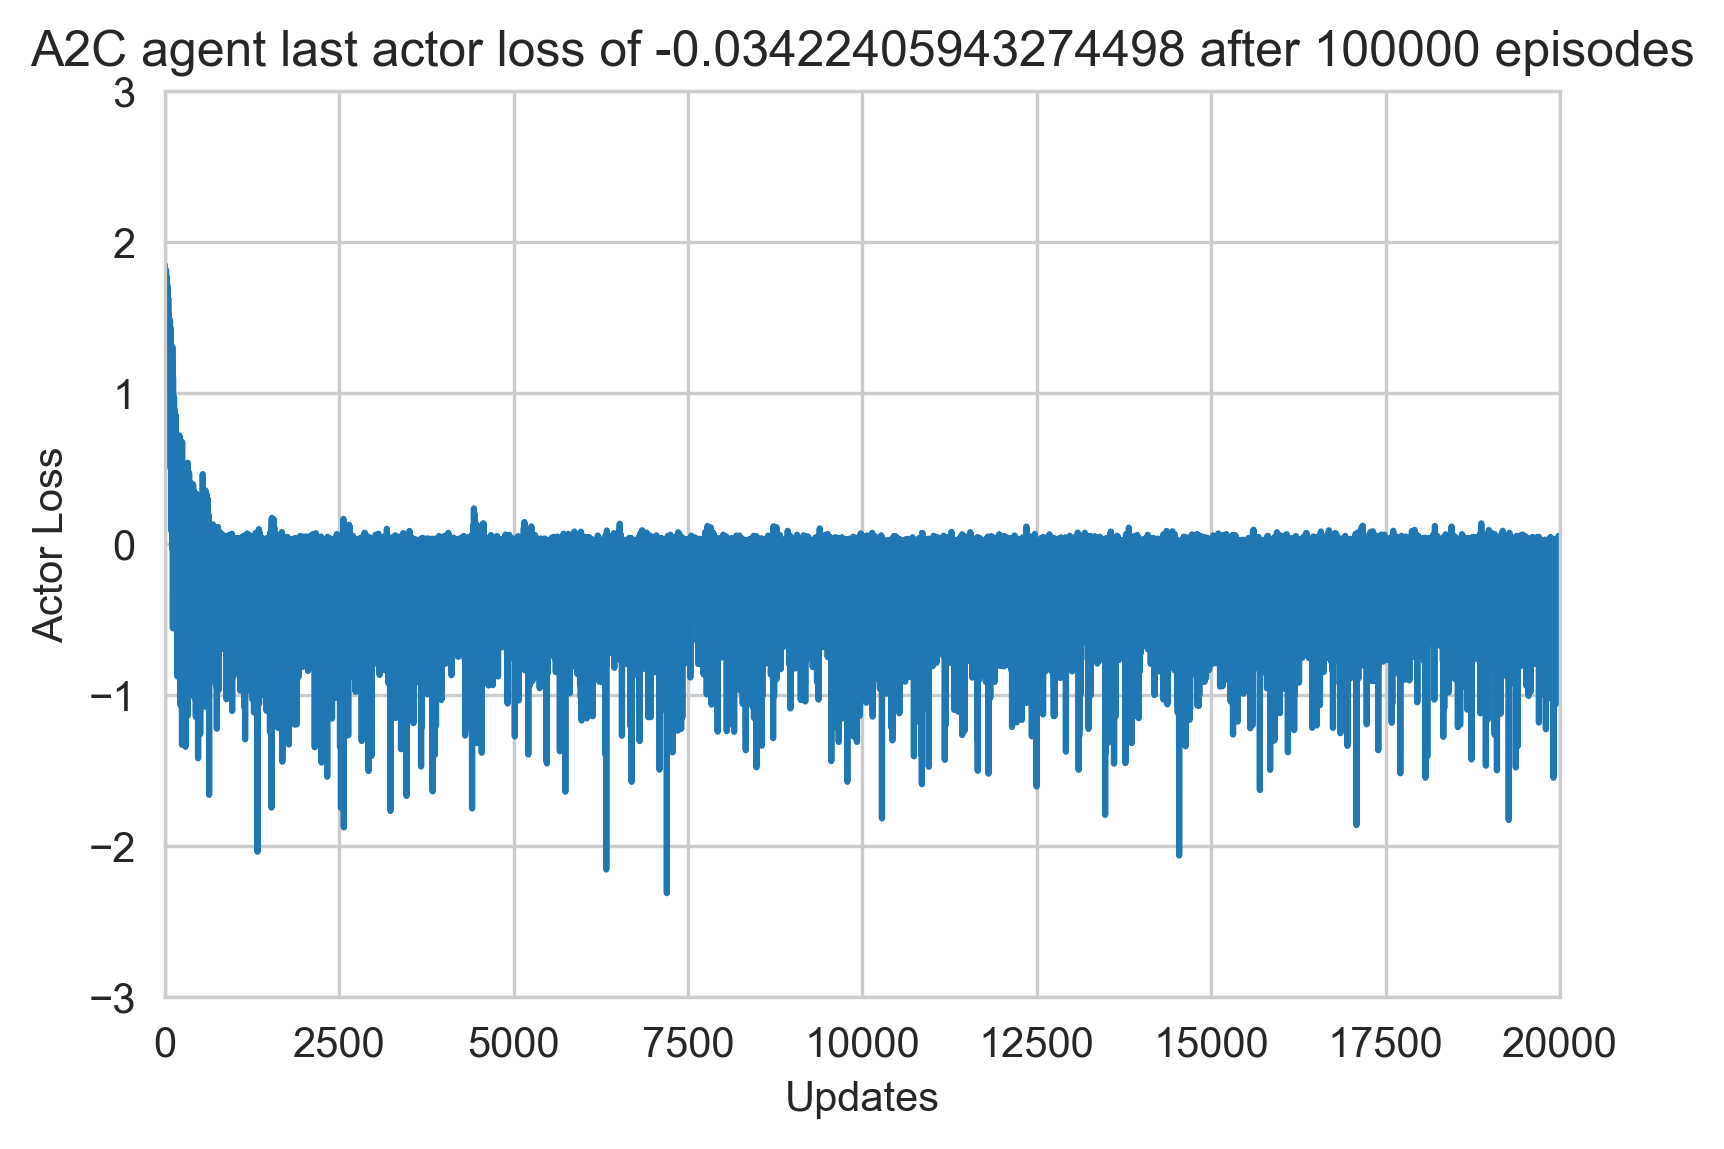 A2C agent last actor loss of -0.03422405943274498 after 100000 episodes
3
2
1
0
−1
−2
−3
Actor Loss
0 2500 5000 7500 10000 12500 15000 17500 20000
Updates